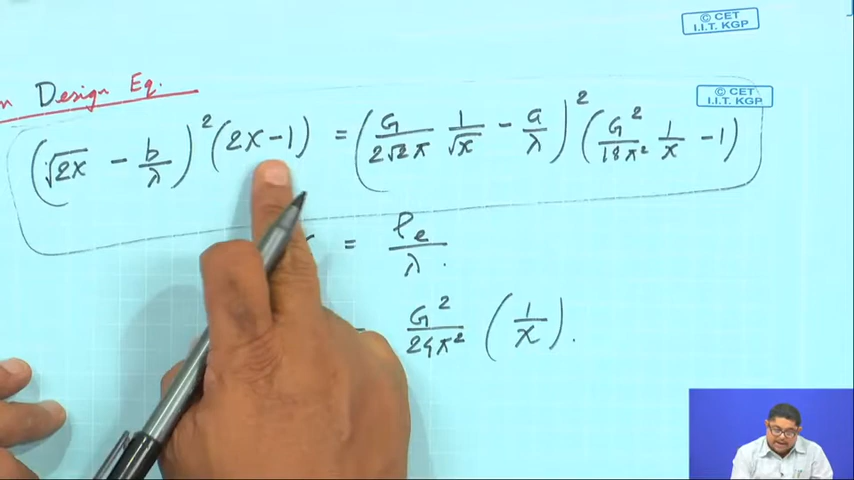 © CET
I.I.T. KGP
n Design Eq.
© CET
I.I.T. KGP
(√2x - b/λ)² (2x-1) = (G/2√2π 1/√x - a/λ)² (G²/18π² 1/x - 1)
= ρe/λ.
G²/24π² (1/x).